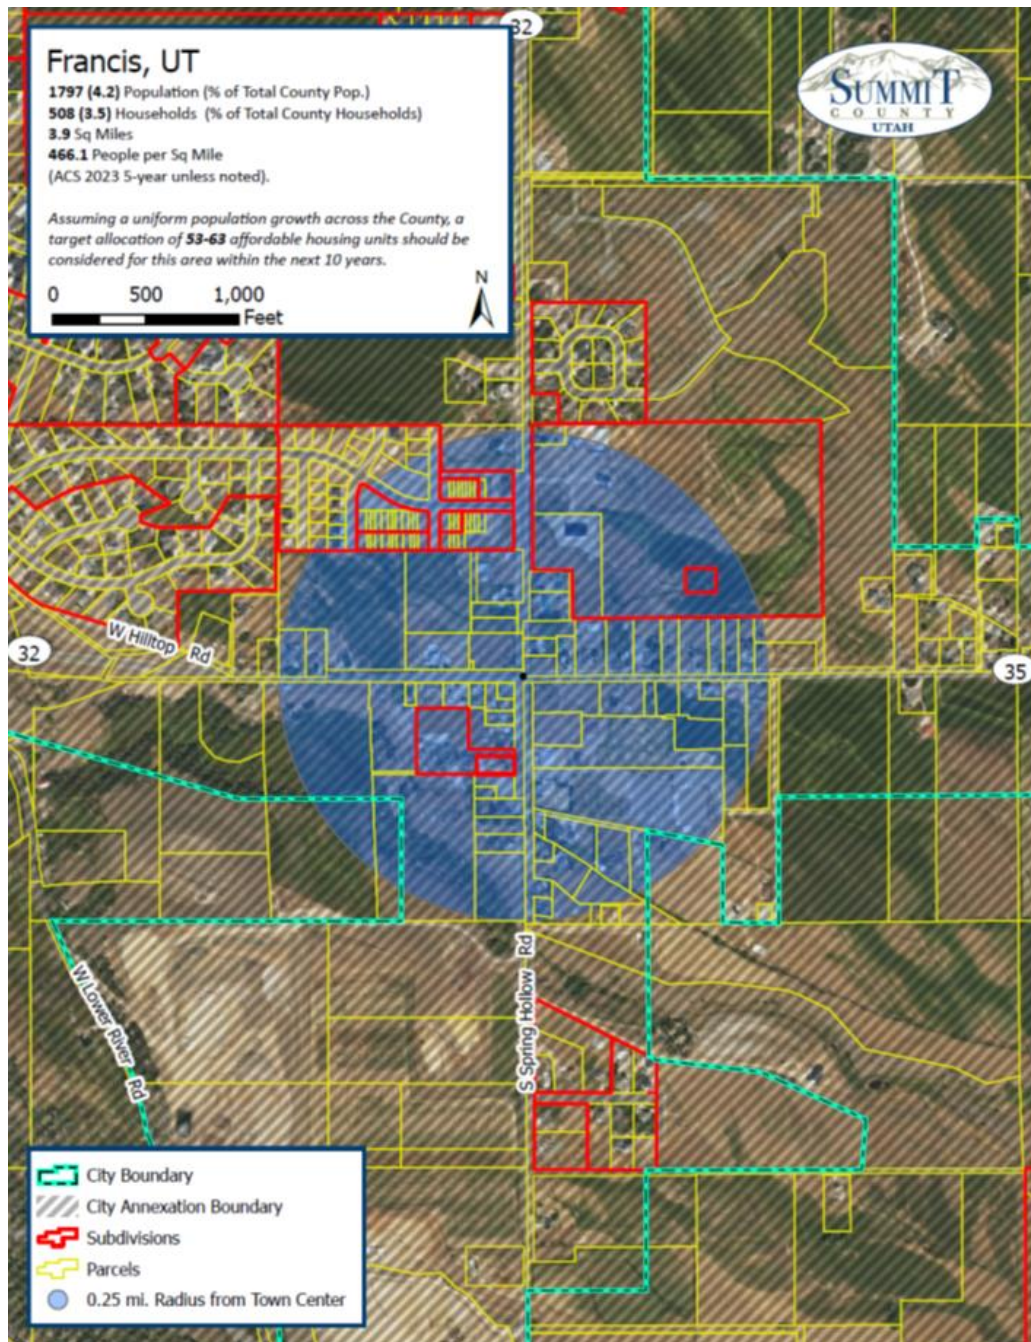 32
Francis, UT
1797 (4.2) Population (% of Total County Pop.)
508 (3.5) Households (% of Total County Households)
3.9 Sq Miles
466.1 People per Sq Mile
(ACS 2023 5-year unless noted).
Assuming a uniform population growth across the County, a
target allocation of 53-63 affordable housing units should be
considered for this area within the next 10 years.
N
0 500 1,000
Feet
SUMMIT
COUNTY
UTAH
W Hilltop Rd
32
35
S Spring Hollow Rd
W Lower River Rd
City Boundary
City Annexation Boundary
Subdivisions
Parcels
0.25 mi. Radius from Town Center